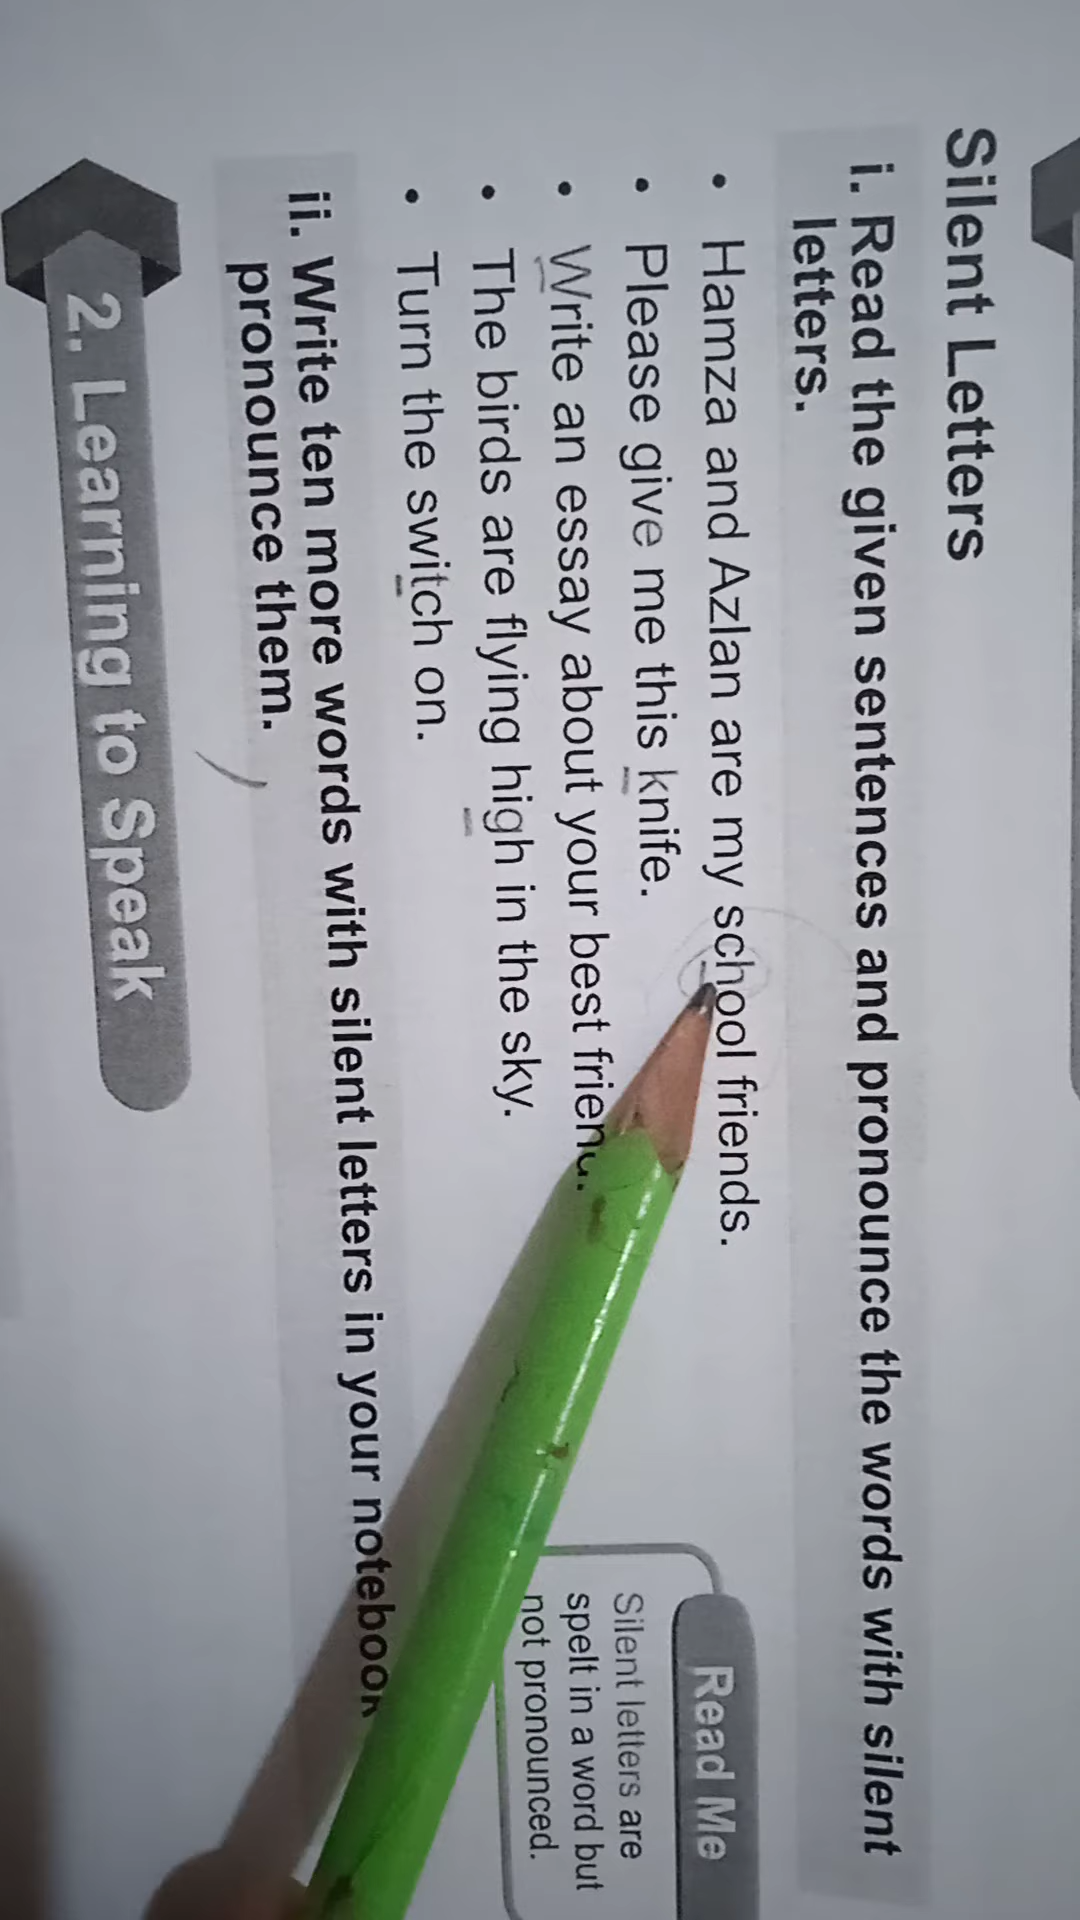 Silent Letters
i. Read the given sentences and pronounce the words with silent
letters.
• Hamza and Azlan are my school friends.
• Please give me this knife.
• Write an essay about your best friend.
• The birds are flying high in the sky.
• Turn the switch on.
Read Me
Silent letters are
spelt in a word but
not pronounced.
ii. Write ten more words with silent letters in your notebook
pronounce them.
2. Learning to Speak